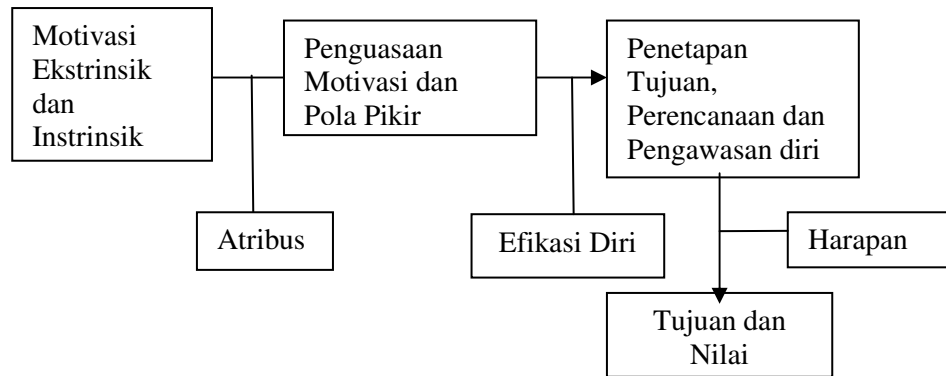 Motivasi
Ekstrinsik
dan
Instrinsik
Penguasaan
Motivasi dan
Pola Pikir
Penetapan
Tujuan,
Perencanaan dan
Pengawasan diri
Atribus
Efikasi Diri
Harapan
Tujuan dan
Nilai